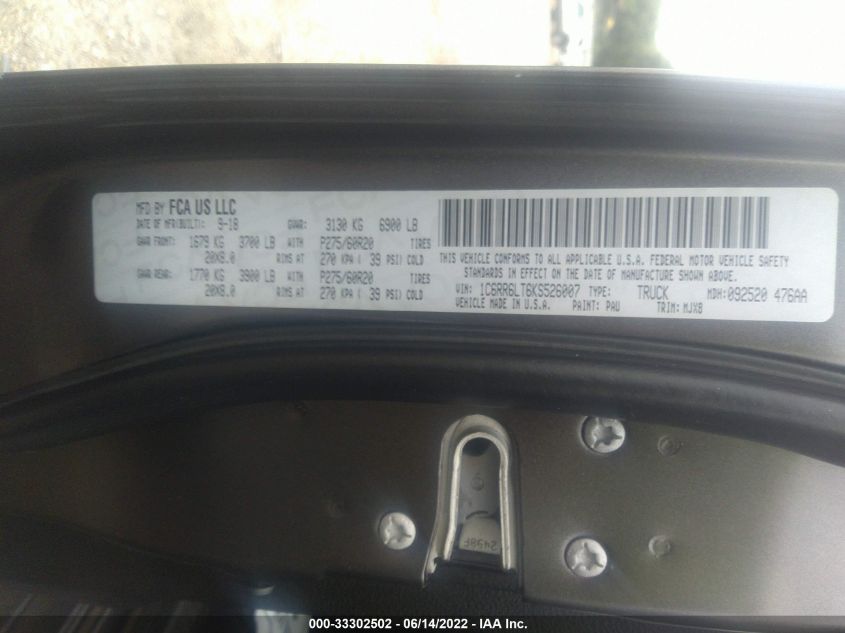 MFD BY FCA US LLC
DATE OF MFR(BUILT): 9-18 GVWR: 3130 KG 6900 LB
GAWR FRONT: 1679 KG 3700 LB WITH P275/60R20 TIRES
20X8.0 RIMS AT 270 KPA ( 39 PSI) COLD
GAWR REAR: 1770 KG 3900 LB WITH P275/60R20 TIRES
20X8.0 RIMS AT 270 KPA ( 39 PSI) COLD
THIS VEHICLE CONFORMS TO ALL APPLICABLE U.S.A. FEDERAL MOTOR VEHICLE SAFETY
STANDARDS IN EFFECT ON THE DATE OF MANUFACTURE SHOWN ABOVE.
VIN: 1C6RR6LT6KS526007 TYPE: TRUCK MDH:092520 476AA
VEHICLE MADE IN U.S.A. PAINT: PAU TRIM: MJX8
2498F
000-33302502 - 06/14/2022 - IAA Inc.